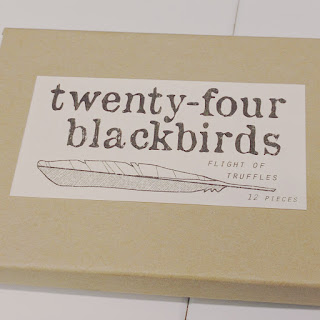 twenty-four
blackbirds
FLIGHT OF
TRUFFLES
12 PIECES